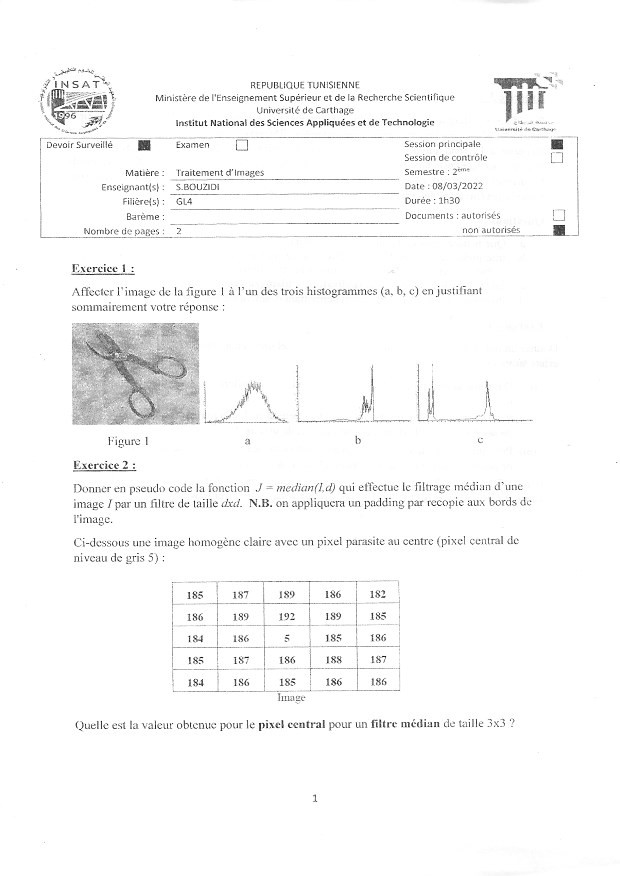 INSAT
1996
REPUBLIQUE TUNISIENNE
Ministère de l'Enseignement Supérieur et de la Recherche Scientifique
Université de Carthage
Institut National des Sciences Appliquées et de Technologie
Université de Carthage
Devoir Surveillé Examen Session principale
Session de contrôle
Matière : Traitement d'Images Semestre : 2ème
Enseignant(s) : S.BOUZIDI Date : 08/03/2022
Filière(s) : GL4 Durée : 1h30
Barème : Documents : autorisés
Nombre de pages : 2 non autorisés
Exercice 1 :
Affecter l'image de la figure 1 à l'un des trois histogrammes (a, b, c) en justifiant
sommairement votre réponse :
Figure 1 a b c
Exercice 2 :
Donner en pseudo code la fonction J = median(I,d) qui effectue le filtrage médian d'une
image I par un filtre de taille dxd. N.B. on appliquera un padding par recopie aux bords de
l'image.
Ci-dessous une image homogène claire avec un pixel parasite au centre (pixel central de
niveau de gris 5) :
185 187 189 186 182
186 189 192 189 185
184 186 5 185 186
185 187 186 188 187
184 186 185 186 186
Image
Quelle est la valeur obtenue pour le pixel central pour un filtre médian de taille 3x3 ?
1